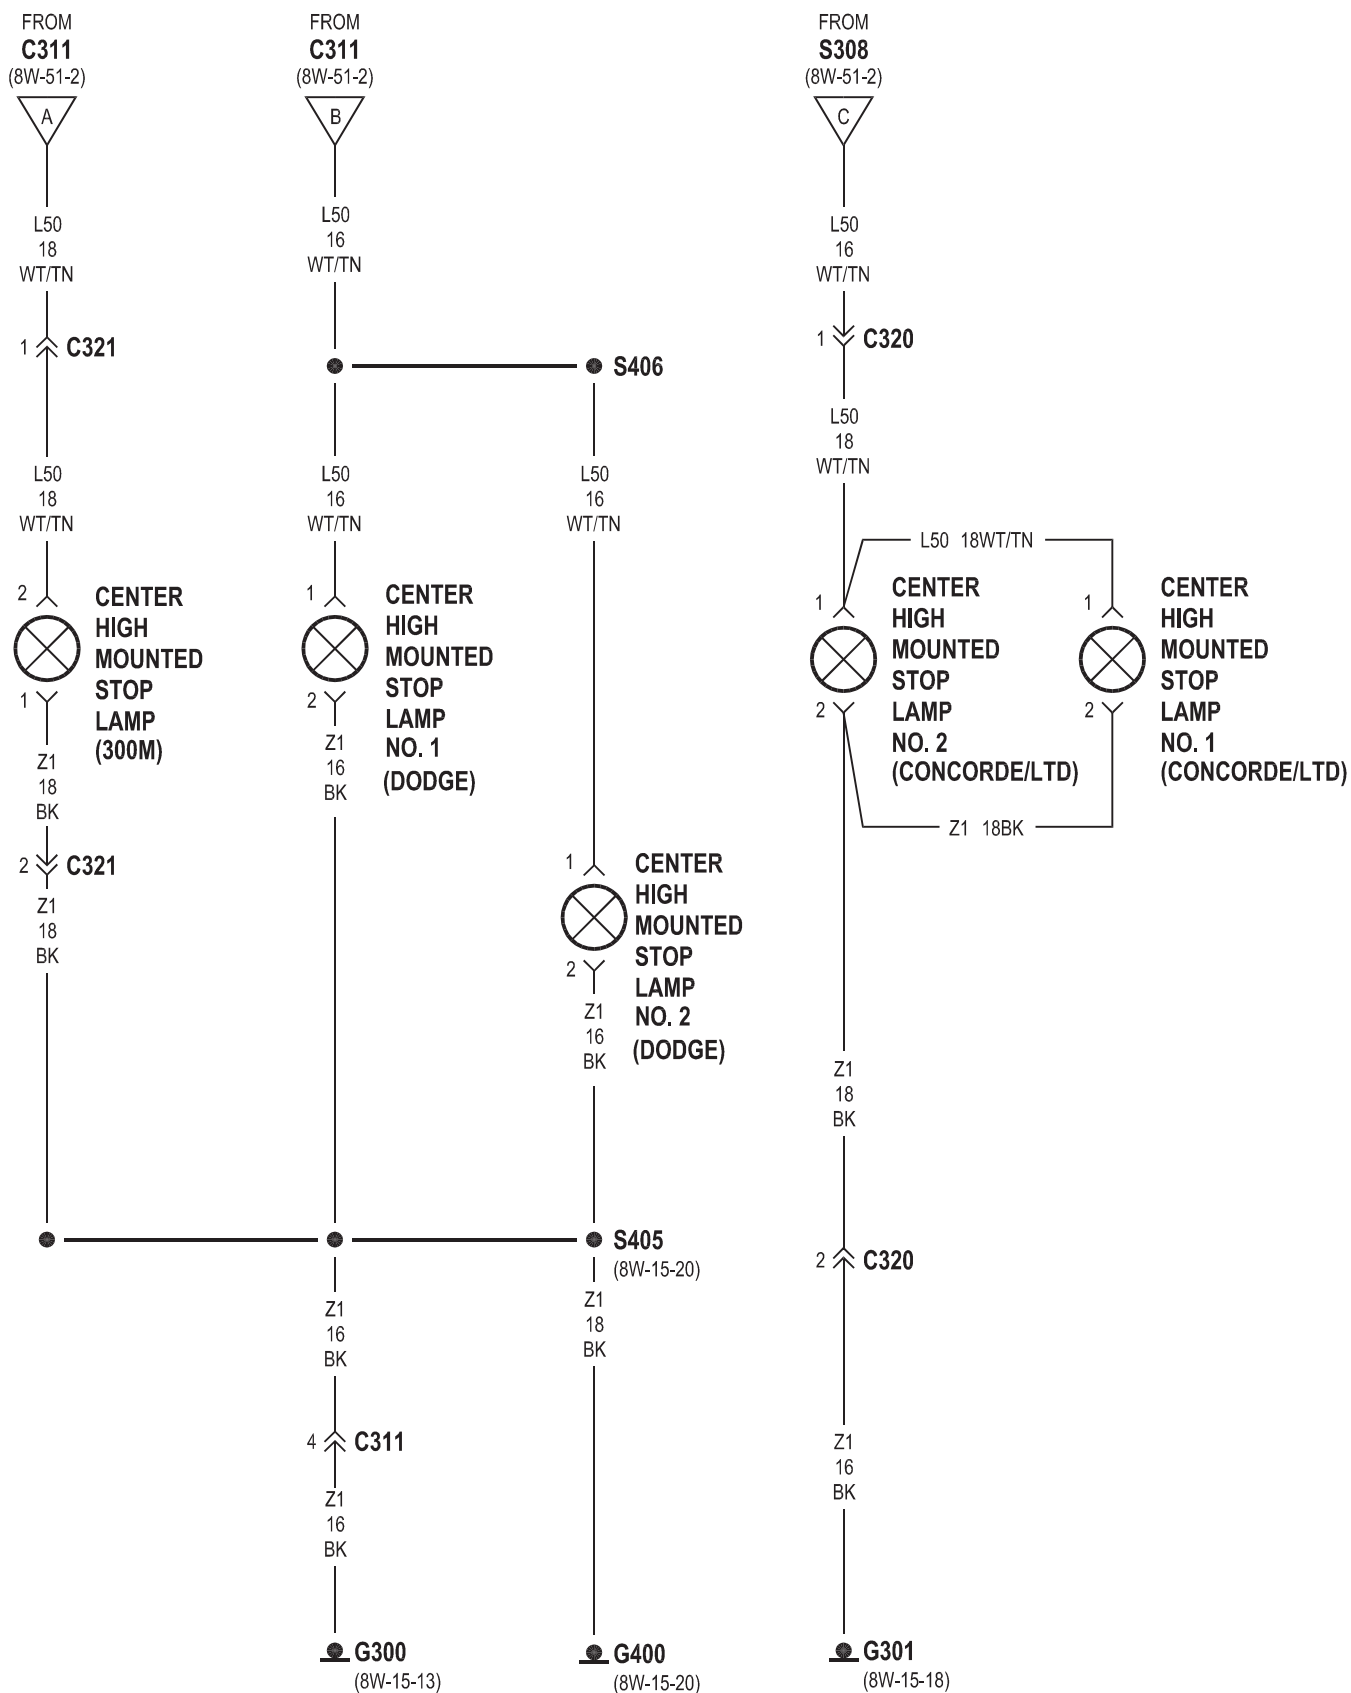 FROM
C311
(8W-51-2)
A
L50
18
WT/TN
1
C321
L50
18
WT/TN
2
CENTER
HIGH
MOUNTED
STOP
LAMP
(300M)
1
Z1
18
BK
2
C321
Z1
18
BK
FROM
C311
(8W-51-2)
B
L50
16
WT/TN
S406
L50
16
WT/TN
1
CENTER
HIGH
MOUNTED
STOP
LAMP
NO. 1
(DODGE)
2
Z1
16
BK
L50
16
WT/TN
1
CENTER
HIGH
MOUNTED
STOP
LAMP
NO. 2
(DODGE)
2
Z1
16
BK
S405
(8W-15-20)
Z1
16
BK
4
C311
Z1
16
BK
G300
(8W-15-13)
Z1
18
BK
G400
(8W-15-20)
FROM
S308
(8W-51-2)
C
L50
16
WT/TN
1
C320
L50
18
WT/TN
L50 18WT/TN
1
CENTER
HIGH
MOUNTED
STOP
LAMP
NO. 2
(CONCORDE/LTD)
2
1
CENTER
HIGH
MOUNTED
STOP
LAMP
NO. 1
(CONCORDE/LTD)
2
Z1 18BK
Z1
18
BK
2
C320
Z1
16
BK
G301
(8W-15-18)